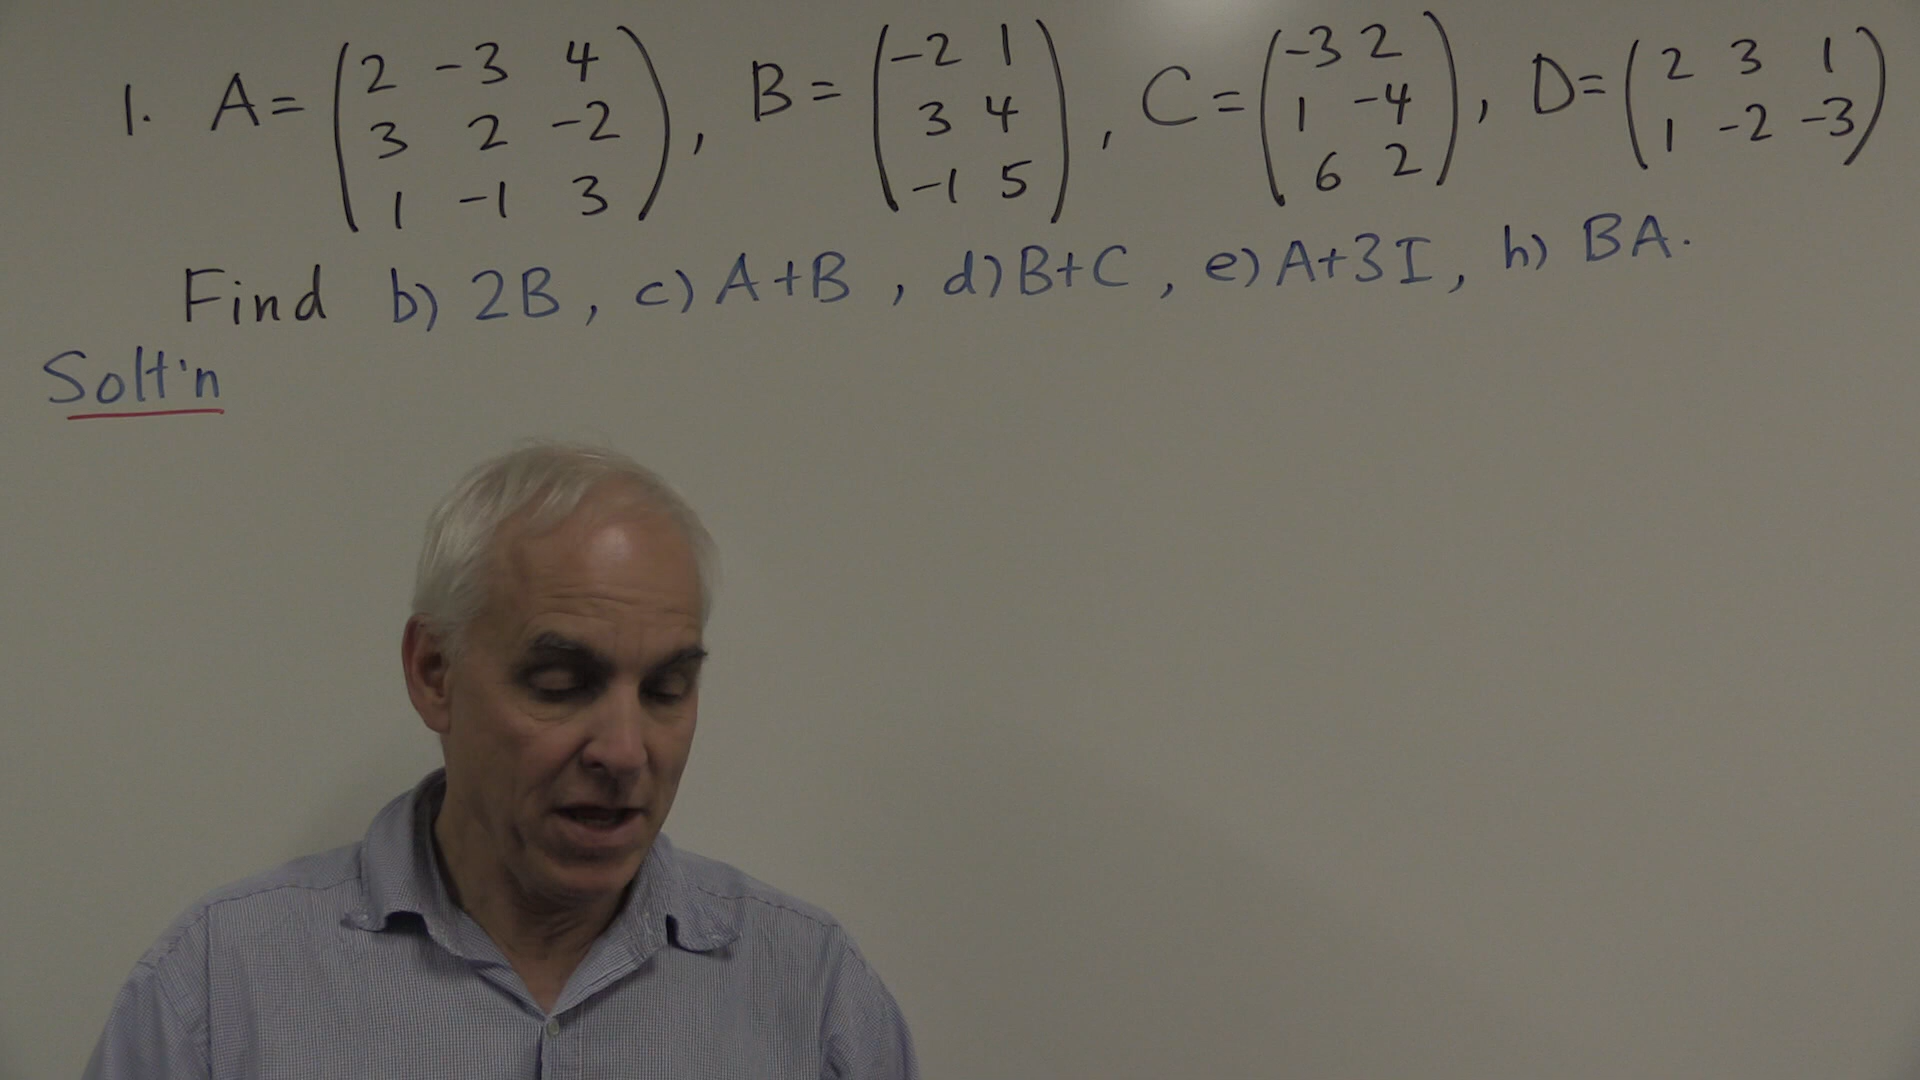 1. A= (2 -3 4 , B= (-2 1 , C= (-3 2 , D= (2 3 1
3 2 -2 3 4 1 -4 1 -2 -3)
1 -1 3) -1 5) 6 2)
Find b) 2B, c) A+B, d) B+C, e) A+3I, h) BA.
Solt'n